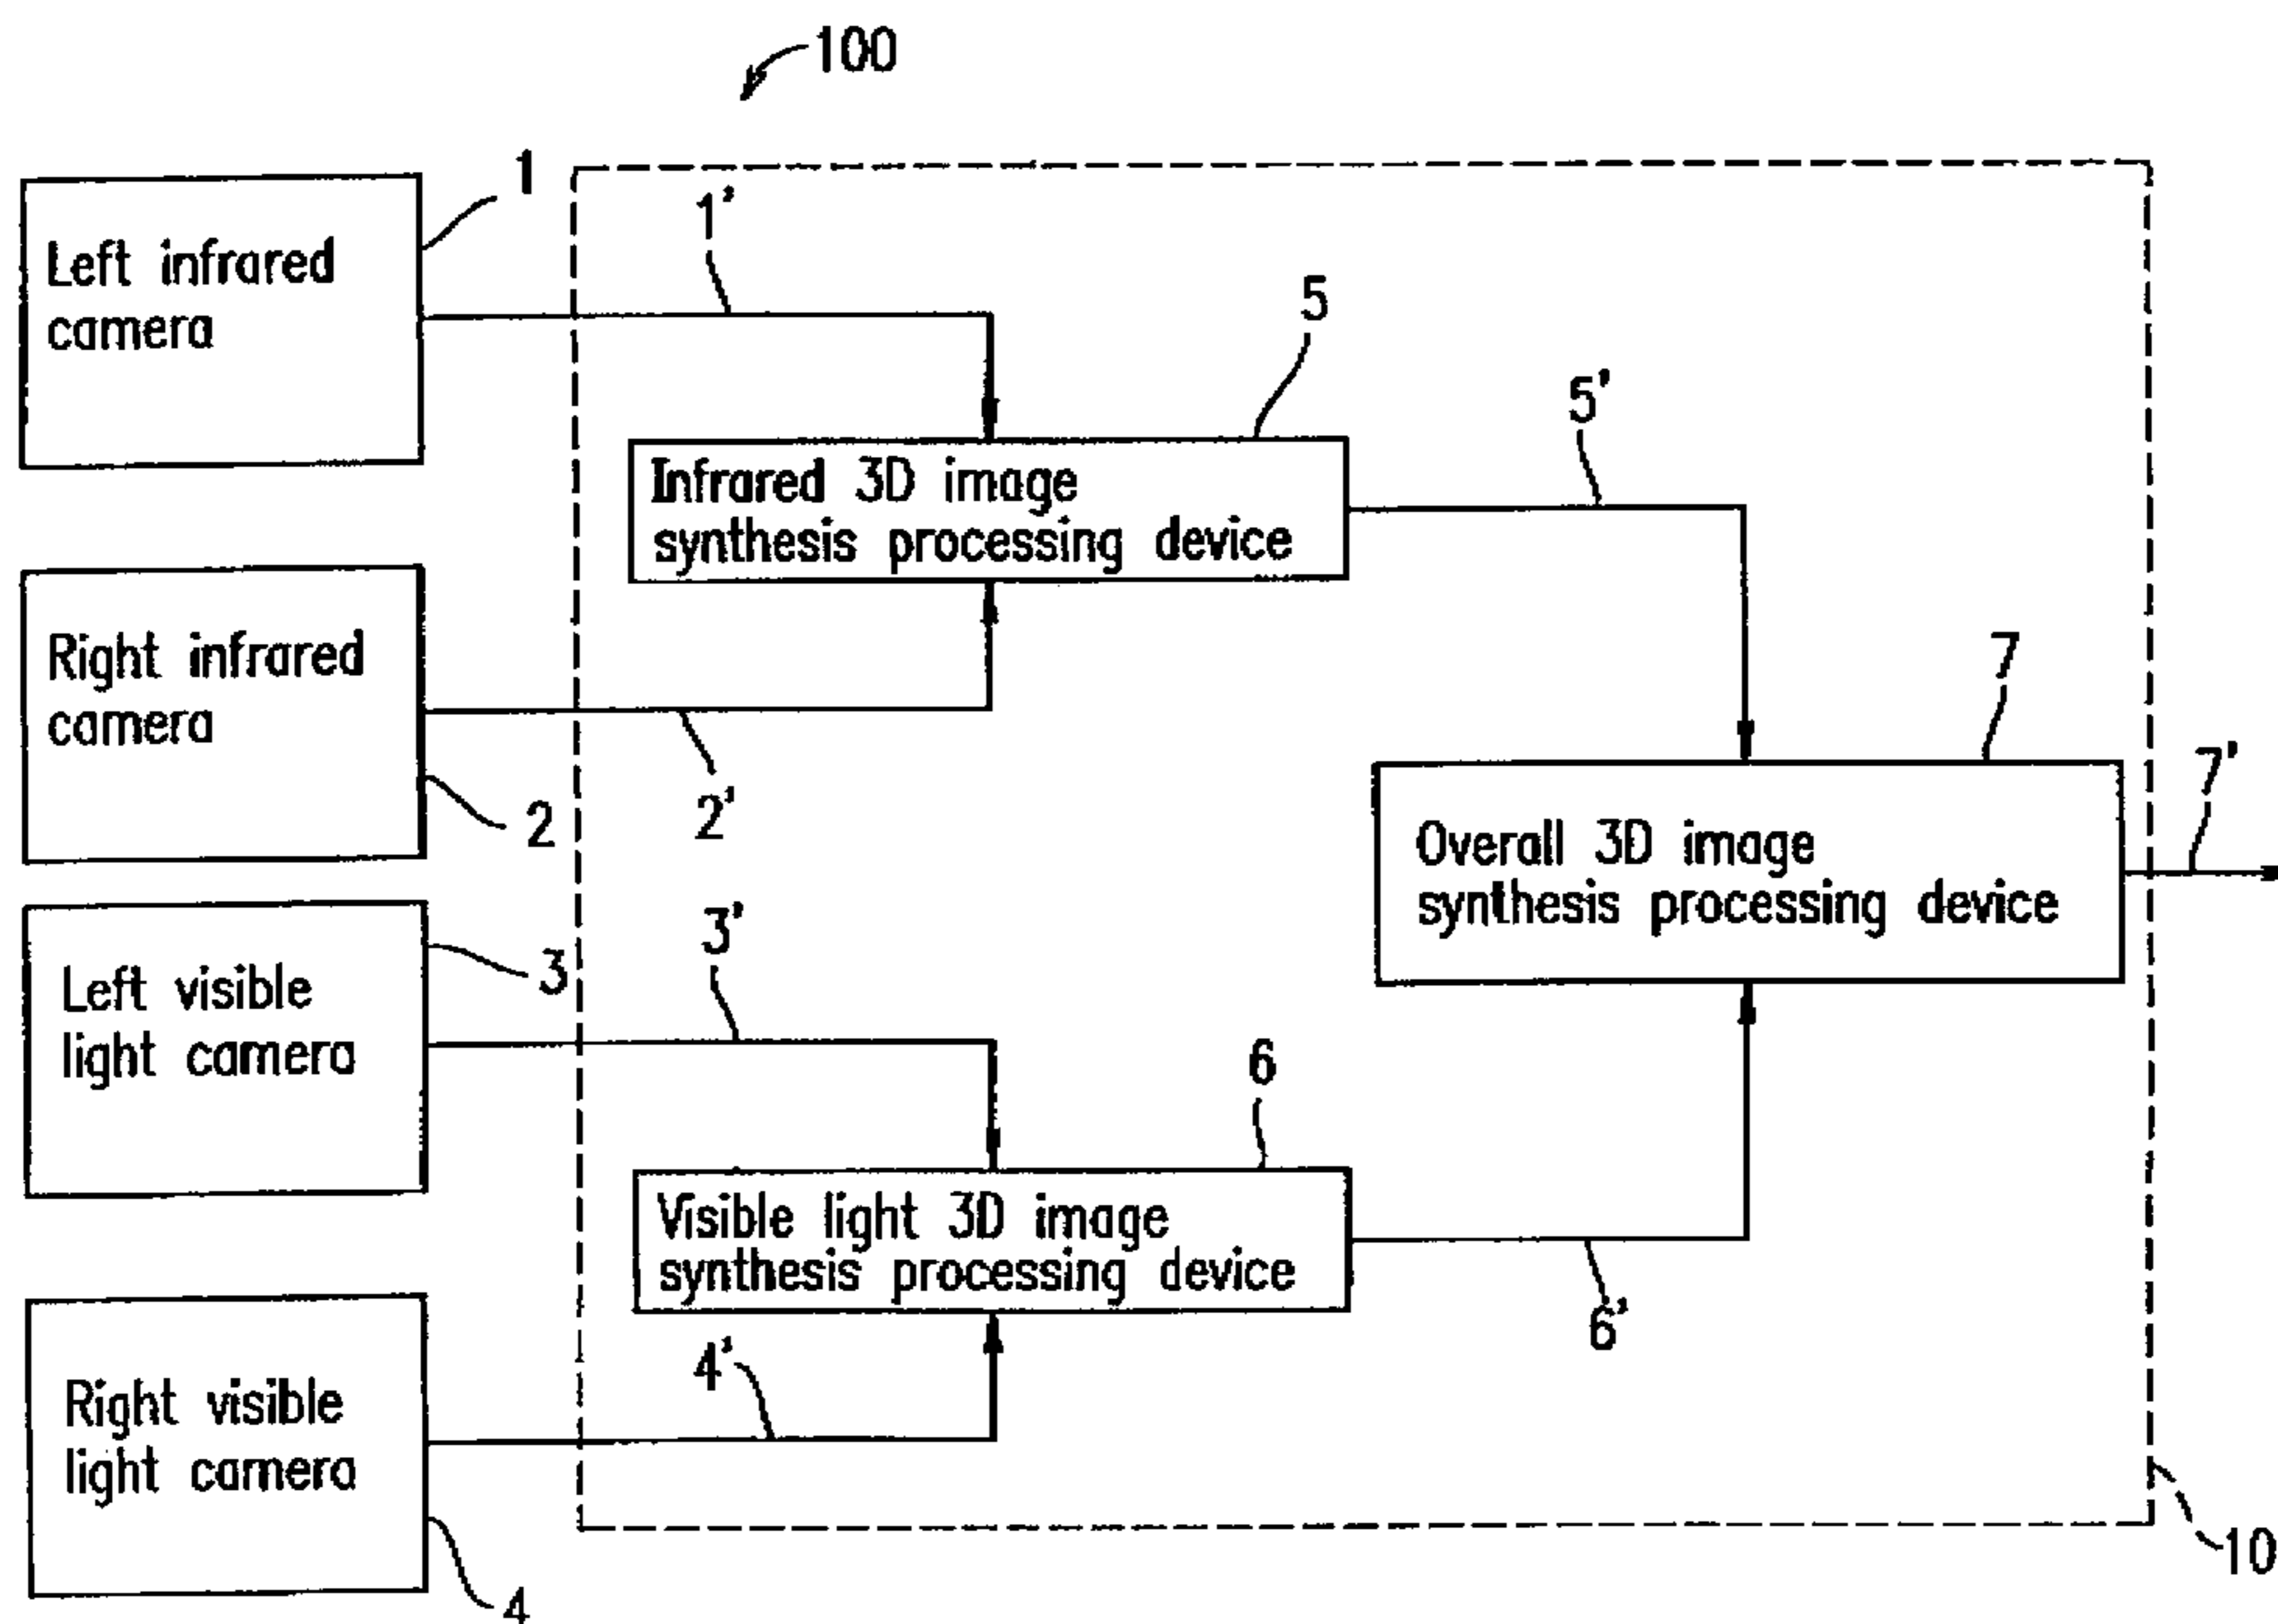 100
1
Left infrared
camera
1'
5
Infrared 3D image
synthesis processing device
5'
Right infrared
camera
2
2'
7
Overall 3D image
synthesis processing device
7'
Left visible
light camera
3
3'
6
Visible light 3D image
synthesis processing device
6'
Right visible
light camera
4'
4
10